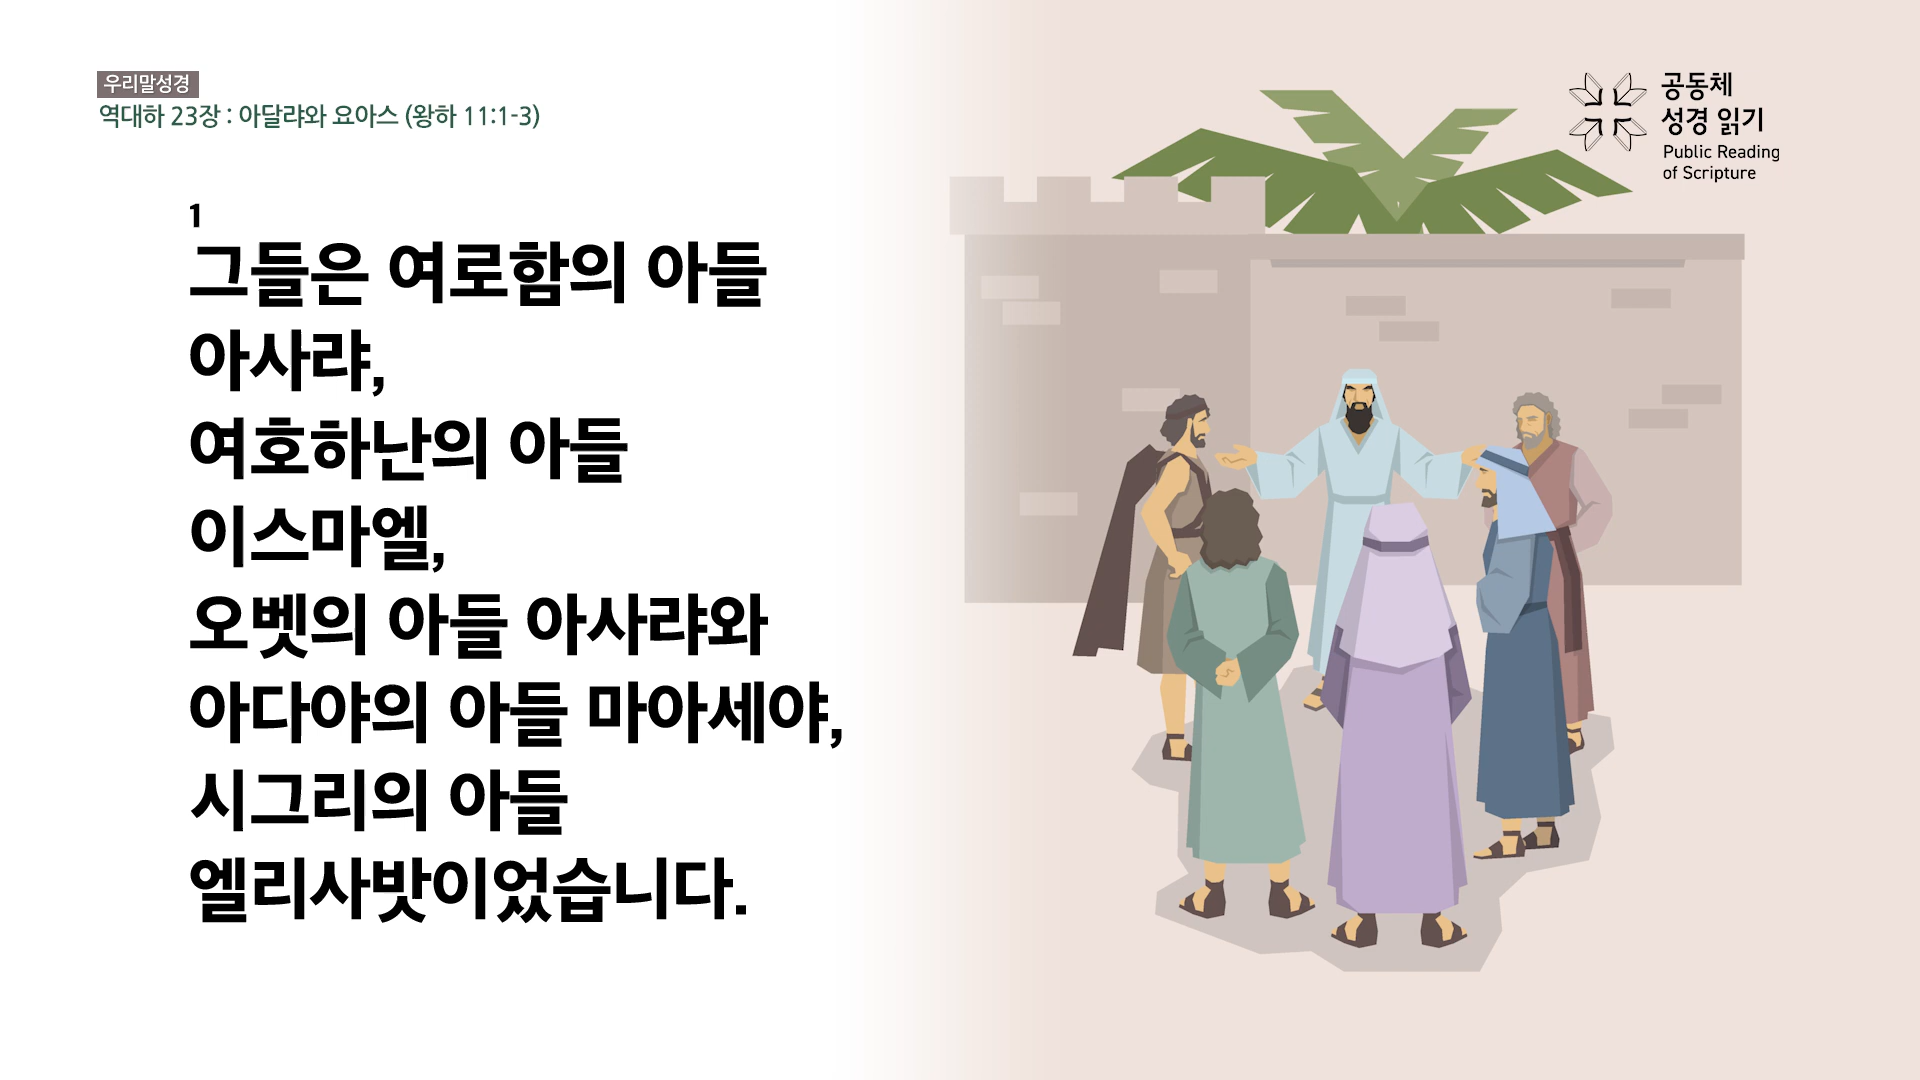 우리말성경
역대하 23장 : 아달랴와 요아스 (왕하 11:1-3)
1
그들은 여로함의 아들
아사랴,
여호하난의 아들
이스마엘,
오벳의 아들 아사랴와
아다야의 아들 마아세야,
시그리의 아들
엘리사밧이었습니다.
공동체
성경 읽기
Public Reading
of Scripture